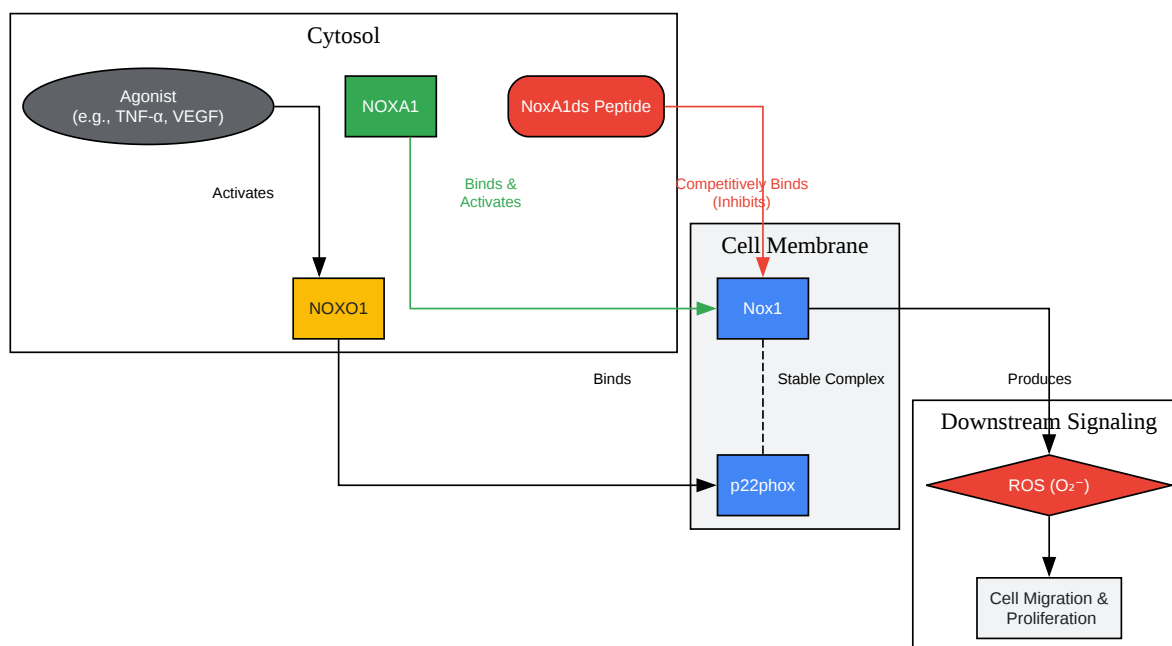 Cytosol
Agonist
(e.g., TNF-α, VEGF)
NOXA1
NoxA1ds Peptide
Activates
Binds &
Activates
Competitively Binds
(Inhibits)
Cell Membrane
NOXO1
Nox1
Binds
Stable Complex
Produces
Downstream Signaling
p22phox
ROS (O₂⁻)
Cell Migration &
Proliferation